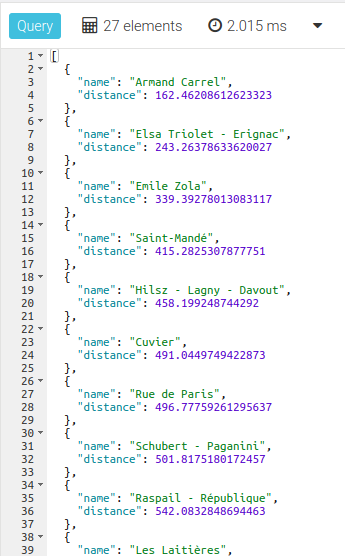 Query 27 elements 2.015 ms
1 [
2 {
3 "name": "Armand Carrel",
4 "distance": 162.46208612623323
5 },
6 {
7 "name": "Elsa Triolet - Erignac",
8 "distance": 243.26378633620027
9 },
10 {
11 "name": "Emile Zola",
12 "distance": 339.39278013083117
13 },
14 {
15 "name": "Saint-Mandé",
16 "distance": 415.2825307877751
17 },
18 {
19 "name": "Hilsz - Lagny - Davout",
20 "distance": 458.199248744292
21 },
22 {
23 "name": "Cuvier",
24 "distance": 491.0449749422873
25 },
26 {
27 "name": "Rue de Paris",
28 "distance": 496.77759261295637
29 },
30 {
31 "name": "Schubert - Paganini",
32 "distance": 501.8175180172457
33 },
34 {
35 "name": "Raspail - République",
36 "distance": 542.0832848694463
37 },
38 {
39 "name": "Les Laitières",